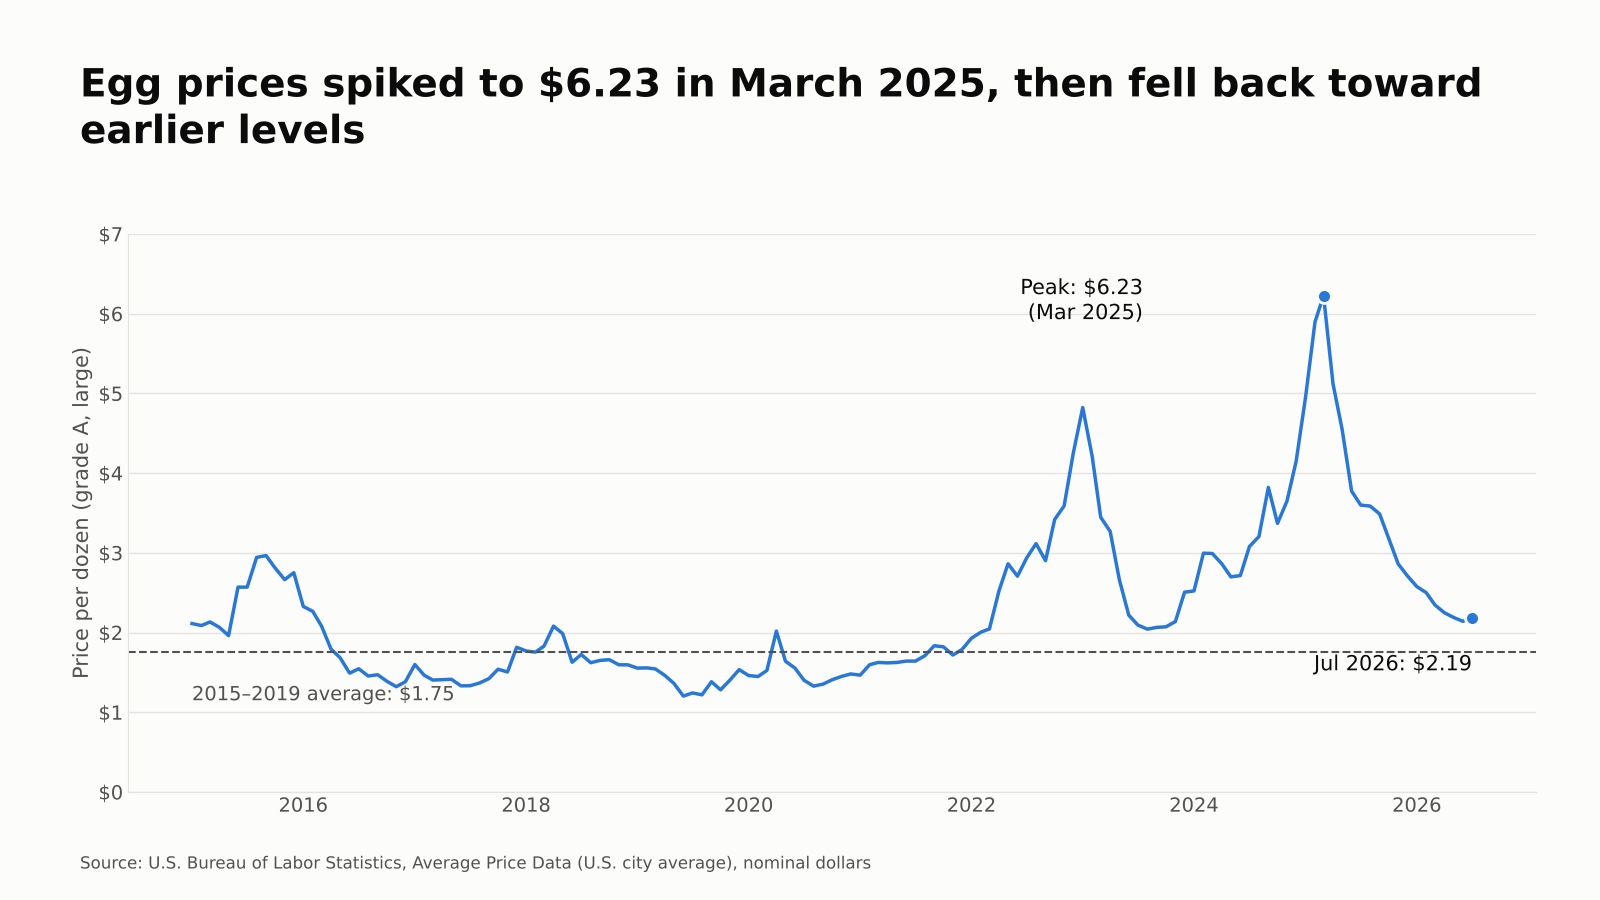 Egg prices spiked to $6.23 in March 2025, then fell back toward
earlier levels
Price per dozen (grade A, large)
$7
$6
$5
$4
$3
$2
$1
$0
Peak: $6.23
(Mar 2025)
Jul 2026: $2.19
2015–2019 average: $1.75
2016
2018
2020
2022
2024
2026
Source: U.S. Bureau of Labor Statistics, Average Price Data (U.S. city average), nominal dollars